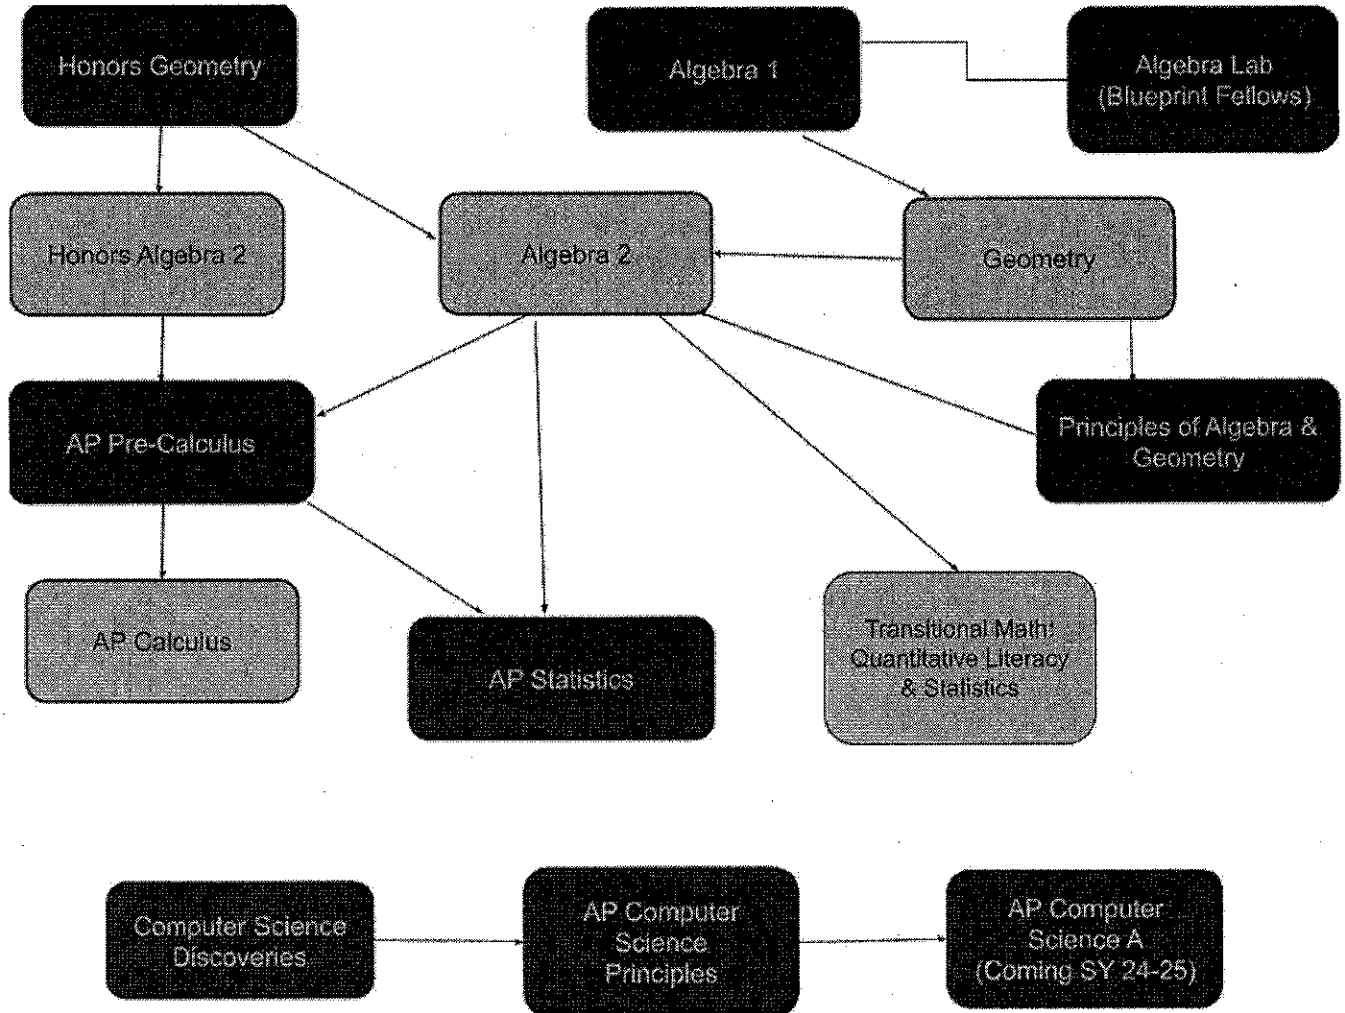 Honors Geometry
Algebra 1
Algebra Lab
(Blueprint Fellows)
Honors Algebra 2
Algebra 2
Geometry
AP Pre-Calculus
Principles of Algebra &
Geometry
AP Calculus
AP Statistics
Transitional Math:
Quantitative Literacy
& Statistics
Computer Science
Discoveries
AP Computer
Science
Principles
AP Computer
Science A
(Coming SY 24-25)